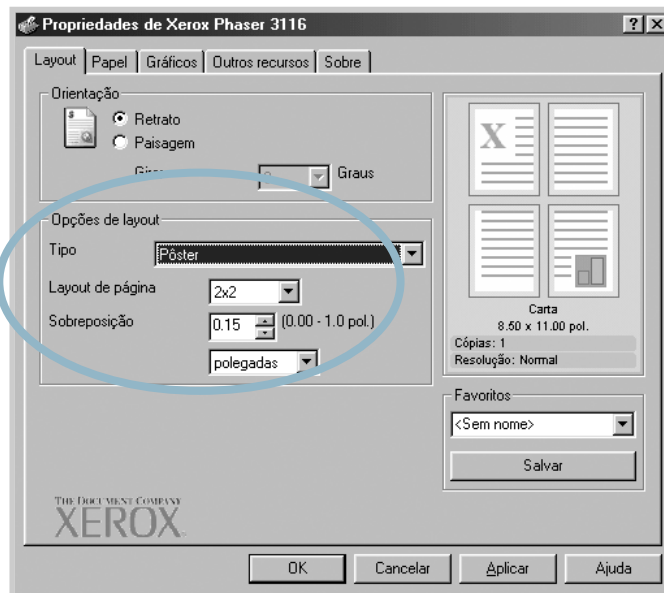 Propriedades de Xerox Phaser 3116
Layout Papel Gráficos Outros recursos Sobre
Orientação
Retrato
Paisagem
Graus
Opções de layout
Tipo Pôster
Layout de página 2x2
Sobreposição 0.15 (0.00 - 1.0 pol.)
polegadas
X
Carta
8.50 x 11.00 pol.
Cópias: 1
Resolução: Normal
Favoritos
<Sem nome>
Salvar
THE DOCUMENT COMPANY
XEROX
OK Cancelar Aplicar Ajuda